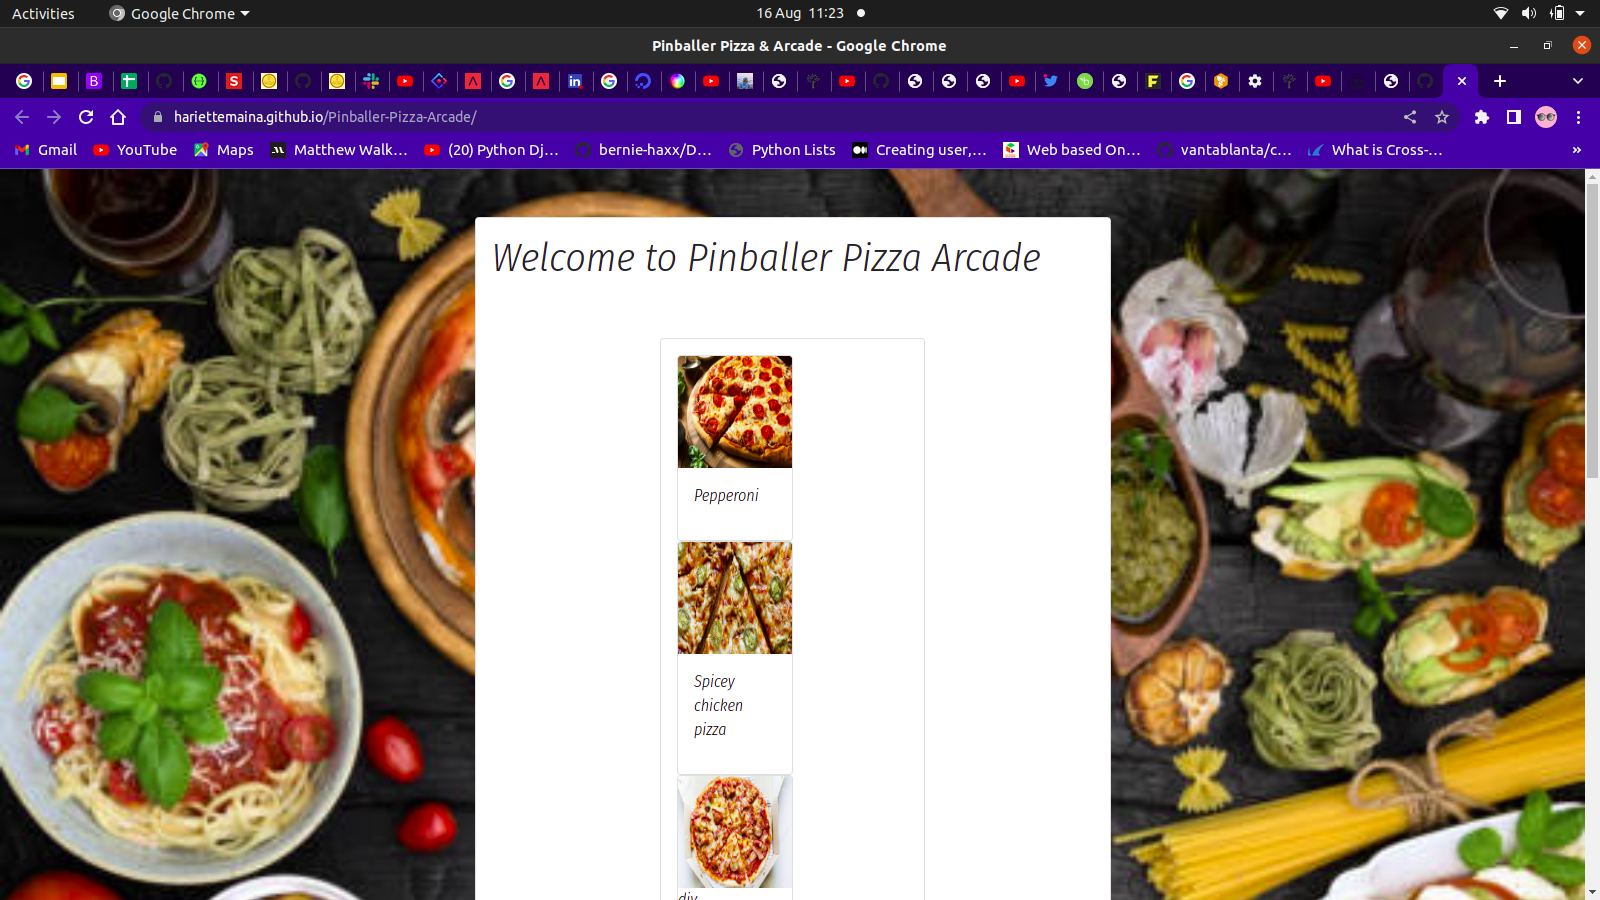 Activities
Google Chrome
16 Aug 11:23
Pinballer Pizza & Arcade - Google Chrome
hariettemaina.github.io/Pinballer-Pizza-Arcade/
Gmail
YouTube
Maps
Matthew Walk...
(20) Python Dj...
bernie-haxx/D...
Python Lists
Creating user,...
Web based On...
vantablanta/c...
What is Cross-...
»
Welcome to Pinballer Pizza Arcade
Pepperoni
Spicey
chicken
pizza